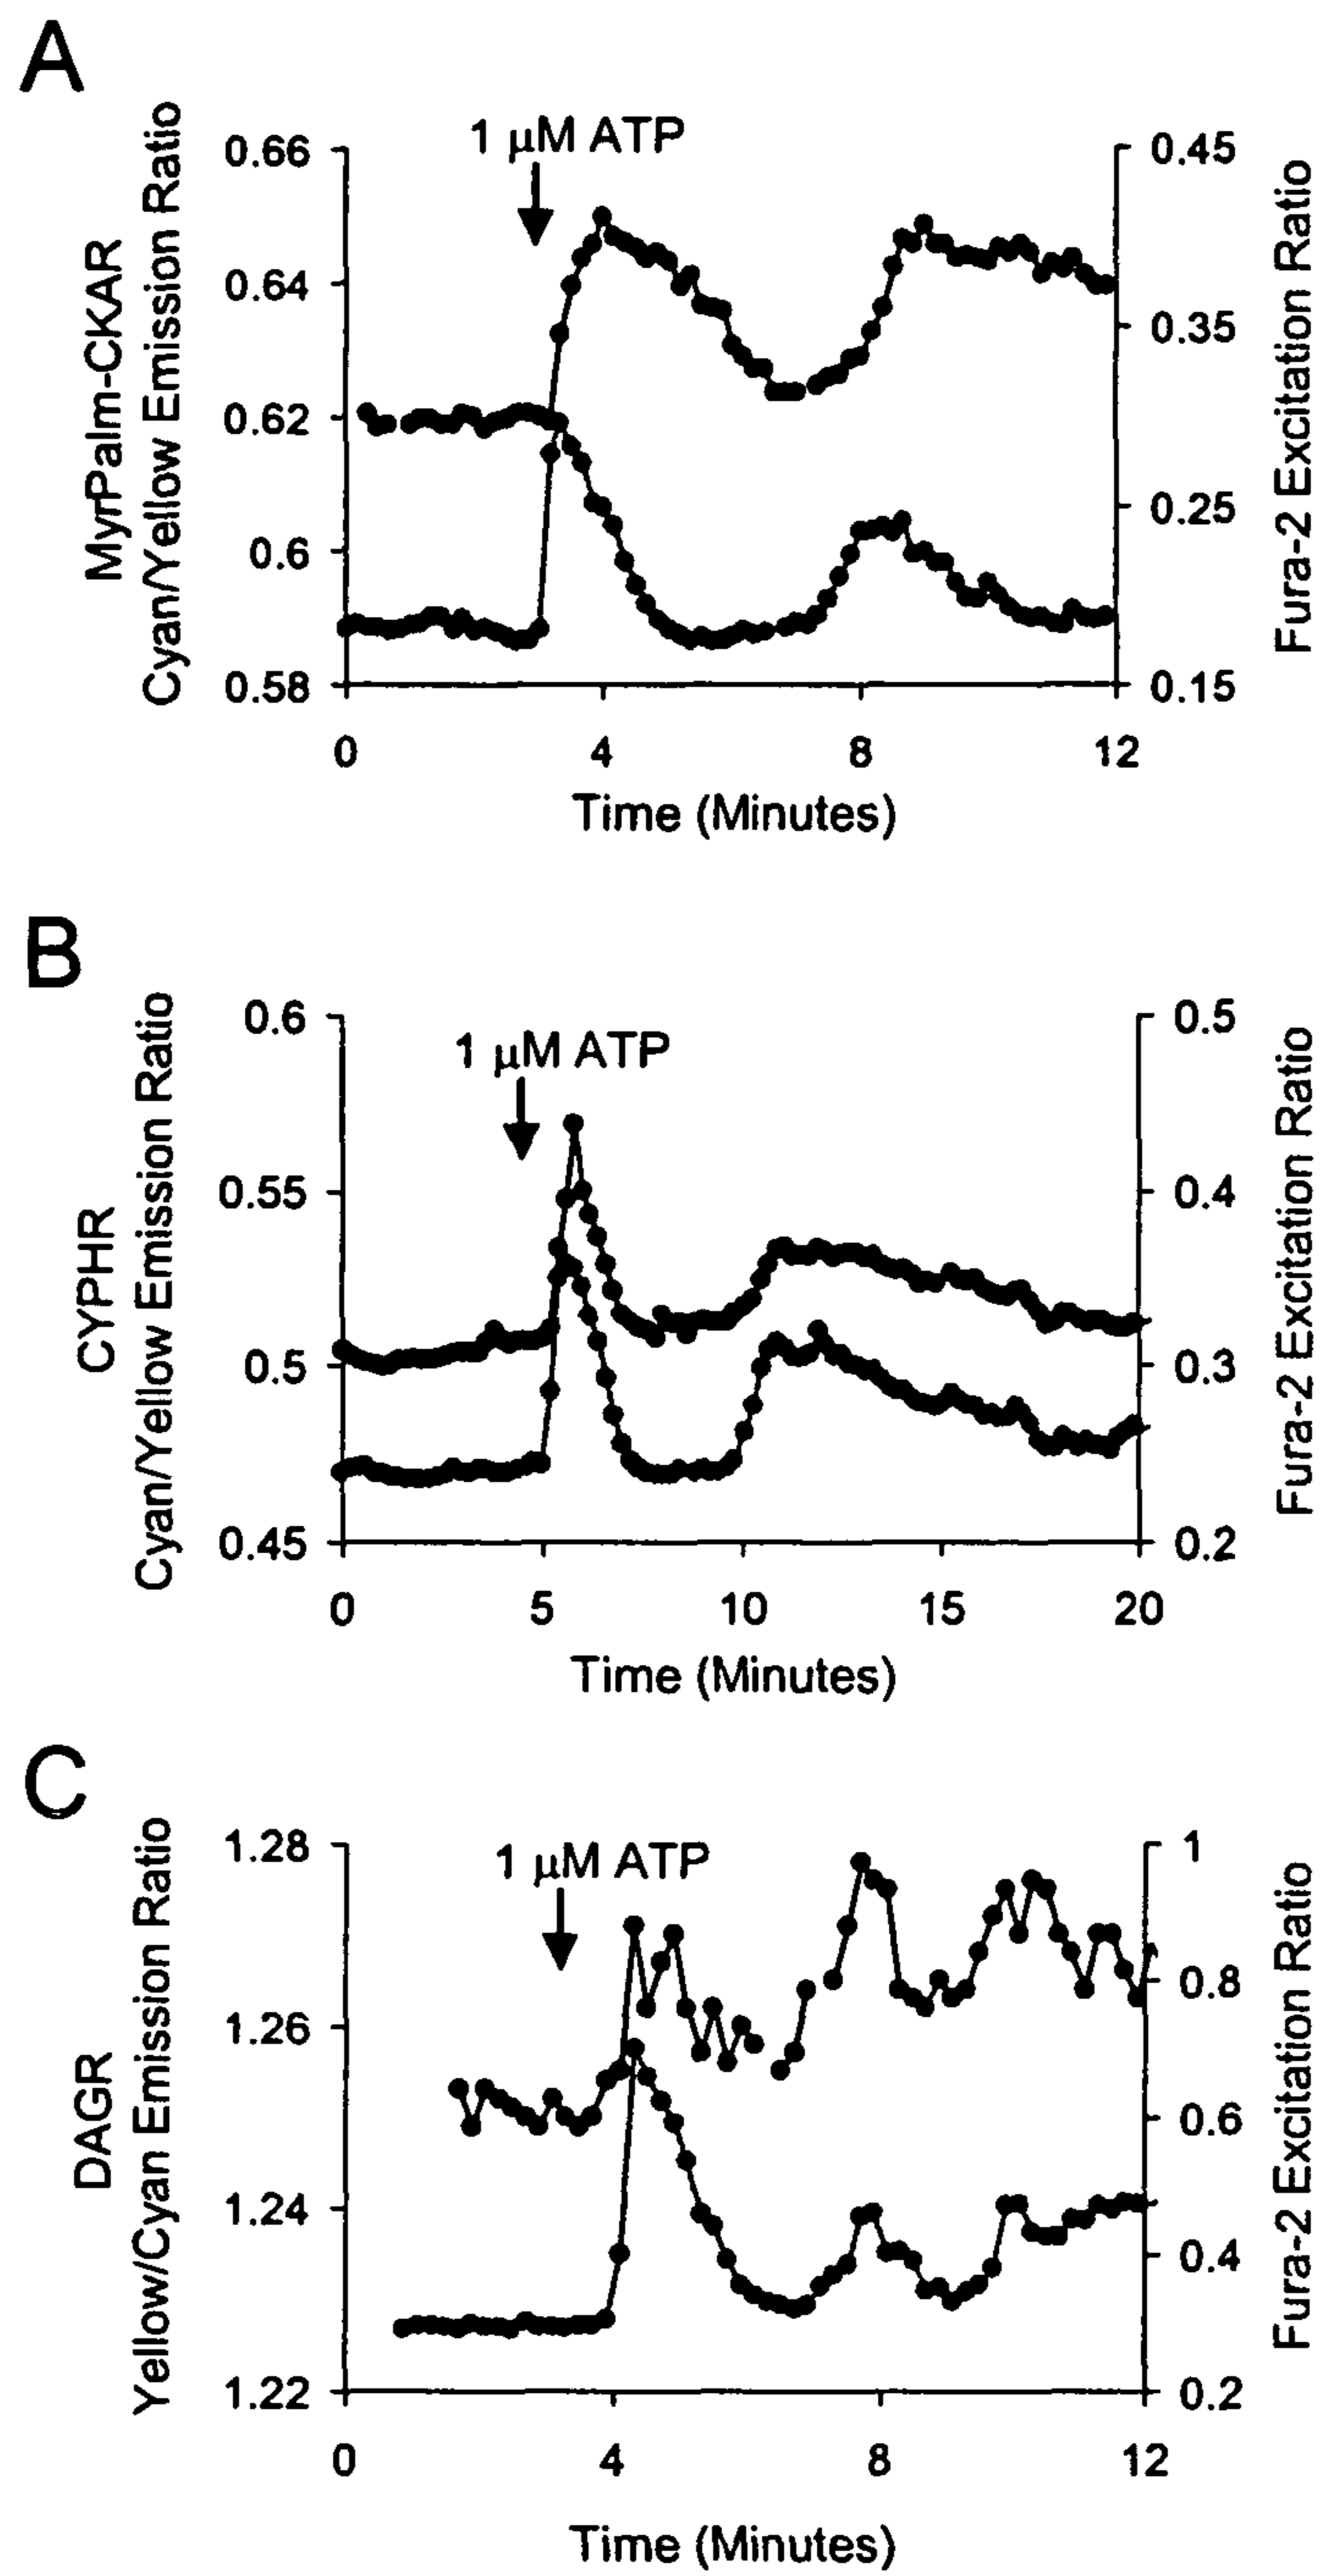 A
MyrPalm-CKAR
Cyan/Yellow Emission Ratio
1 μM ATP
0.66
0.64
0.62
0.6
0.58
0.45
0.35
0.25
0.15
Fura-2 Excitation Ratio
0
4
8
12
Time (Minutes)
B
CYPHR
Cyan/Yellow Emission Ratio
1 μM ATP
0.6
0.55
0.5
0.45
0.5
0.4
0.3
0.2
Fura-2 Excitation Ratio
0
5
10
15
20
Time (Minutes)
C
DAGR
Yellow/Cyan Emission Ratio
1 μM ATP
1.28
1.26
1.24
1.22
1
0.8
0.6
0.4
0.2
Fura-2 Excitation Ratio
0
4
8
12
Time (Minutes)